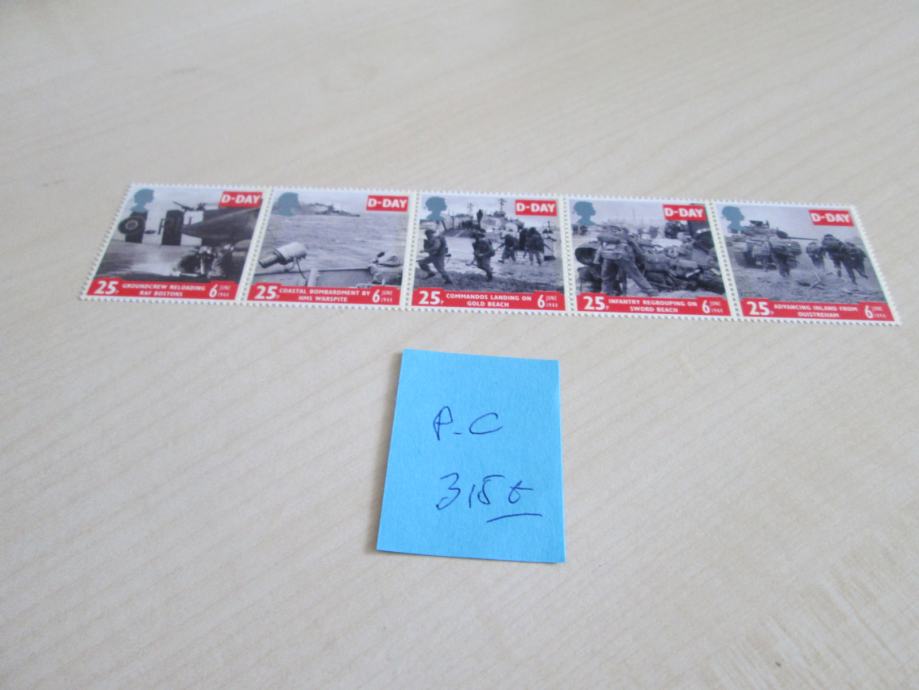 D-DAY
25P GROUNDCREW RELOADING
RAF BOSTONS
6 JUNE
1944
D-DAY
25P COASTAL BOMBARDMENT BY
HMS WARSPITE
6 JUNE
1944
D-DAY
25P COMMANDOS LANDING ON
GOLD BEACH
6 JUNE
1944
D-DAY
25P INFANTRY REGROUPING ON
SWORD BEACH
6 JUNE
1944
D-DAY
25P ADVANCING INLAND FROM
OUISTREHAM
6 JUNE
1944
P-C
315